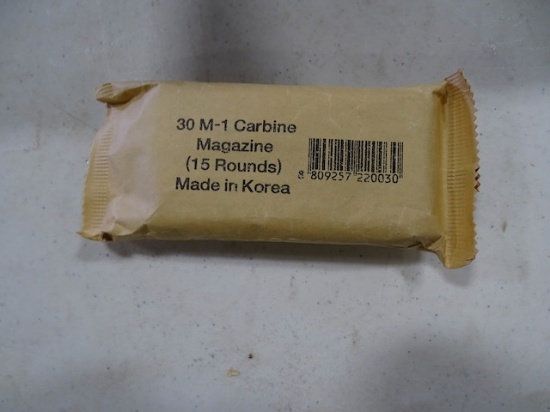 30 M-1 Carbine
Magazine
(15 Rounds)
Made in Korea
8 809257 220030